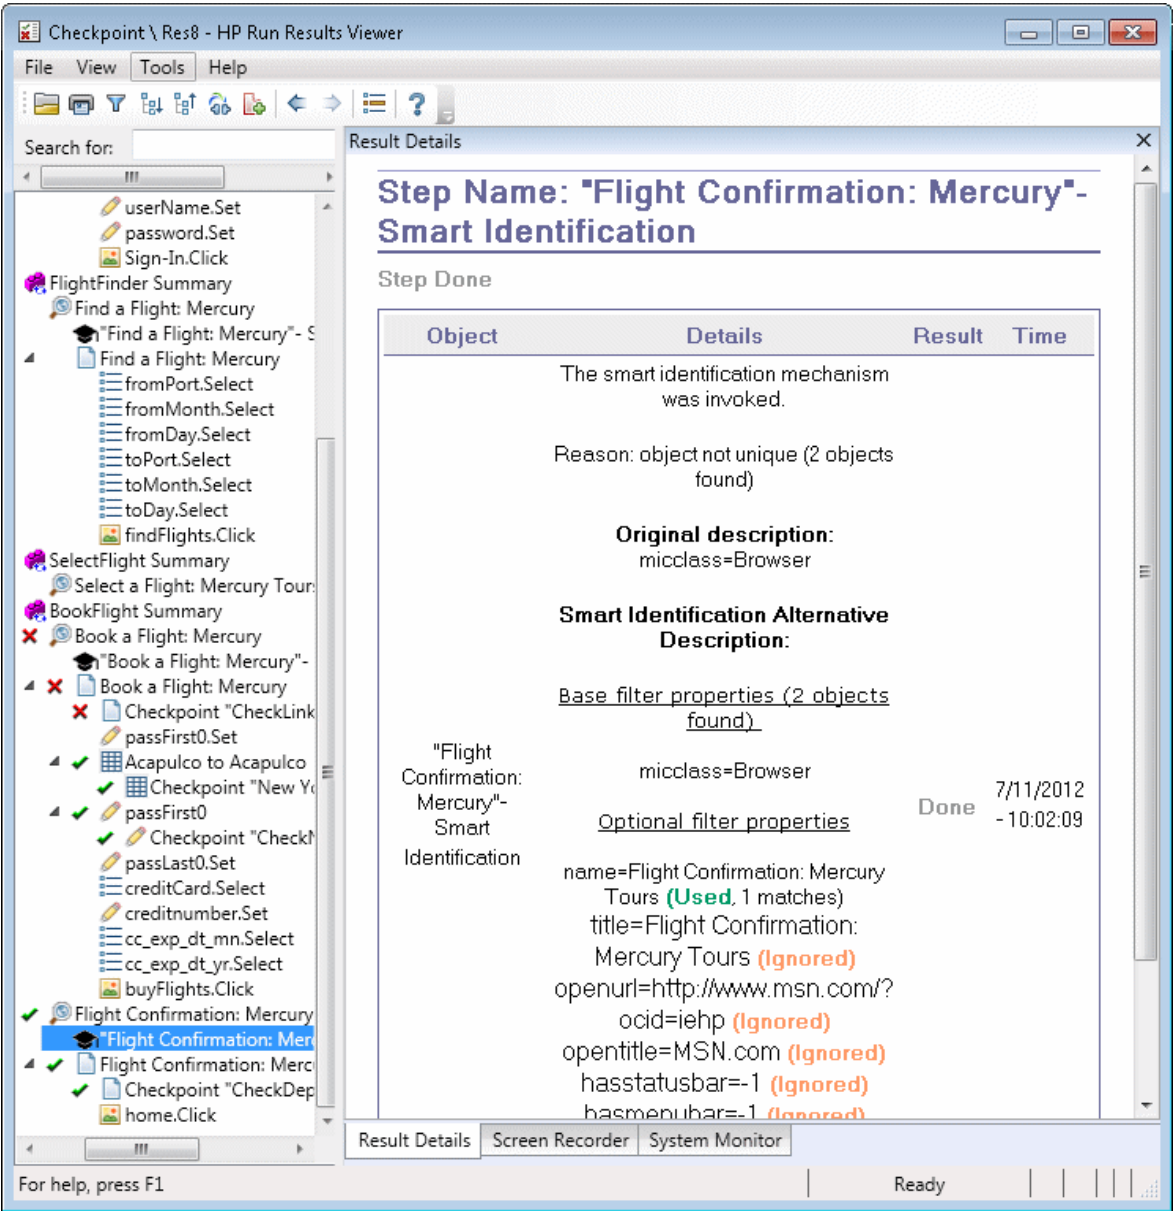 Checkpoint \ Res8 - HP Run Results Viewer
File View Tools Help
Search for:
userName.Set
password.Set
Sign-In.Click
FlightFinder Summary
Find a Flight: Mercury
"Find a Flight: Mercury"- S
Find a Flight: Mercury
fromPort.Select
fromMonth.Select
fromDay.Select
toPort.Select
toMonth.Select
toDay.Select
findFlights.Click
SelectFlight Summary
Select a Flight: Mercury Tour
BookFlight Summary
Book a Flight: Mercury
"Book a Flight: Mercury"-
Book a Flight: Mercury
Checkpoint "CheckLink
passFirst0.Set
Acapulco to Acapulco
Checkpoint "New Yo
passFirst0
Checkpoint "CheckN
passLast0.Set
creditCard.Select
creditnumber.Set
cc_exp_dt_mn.Select
cc_exp_dt_yr.Select
buyFlights.Click
Flight Confirmation: Mercury
"Flight Confirmation: Mer
Flight Confirmation: Merc
Checkpoint "CheckDep
home.Click
Result Details
Step Name: "Flight Confirmation: Mercury"-
Smart Identification
Step Done
Object Details Result Time
The smart identification mechanism
was invoked.
Reason: object not unique (2 objects
found)
Original description:
micclass=Browser
Smart Identification Alternative
Description:
Base filter properties (2 objects
found)
micclass=Browser
Optional filter properties
name=Flight Confirmation: Mercury
Tours (Used, 1 matches)
title=Flight Confirmation:
Mercury Tours (Ignored)
openurl=http://www.msn.com/?
ocid=iehp (Ignored)
opentitle=MSN.com (Ignored)
hasstatusbar=-1 (Ignored)
hasmenubar=-1 (Ignored)
"Flight
Confirmation:
Mercury"-
Smart
Identification
Done
7/11/2012
- 10:02:09
Result Details Screen Recorder System Monitor
For help, press F1
Ready